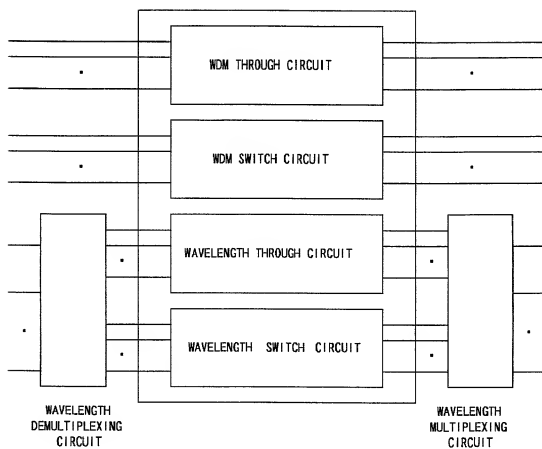 WDM THROUGH CIRCUIT
WDM SWITCH CIRCUIT
WAVELENGTH THROUGH CIRCUIT
WAVELENGTH SWITCH CIRCUIT
WAVELENGTH
DEMULTIPLEXING
CIRCUIT
WAVELENGTH
MULTIPLEXING
CIRCUIT